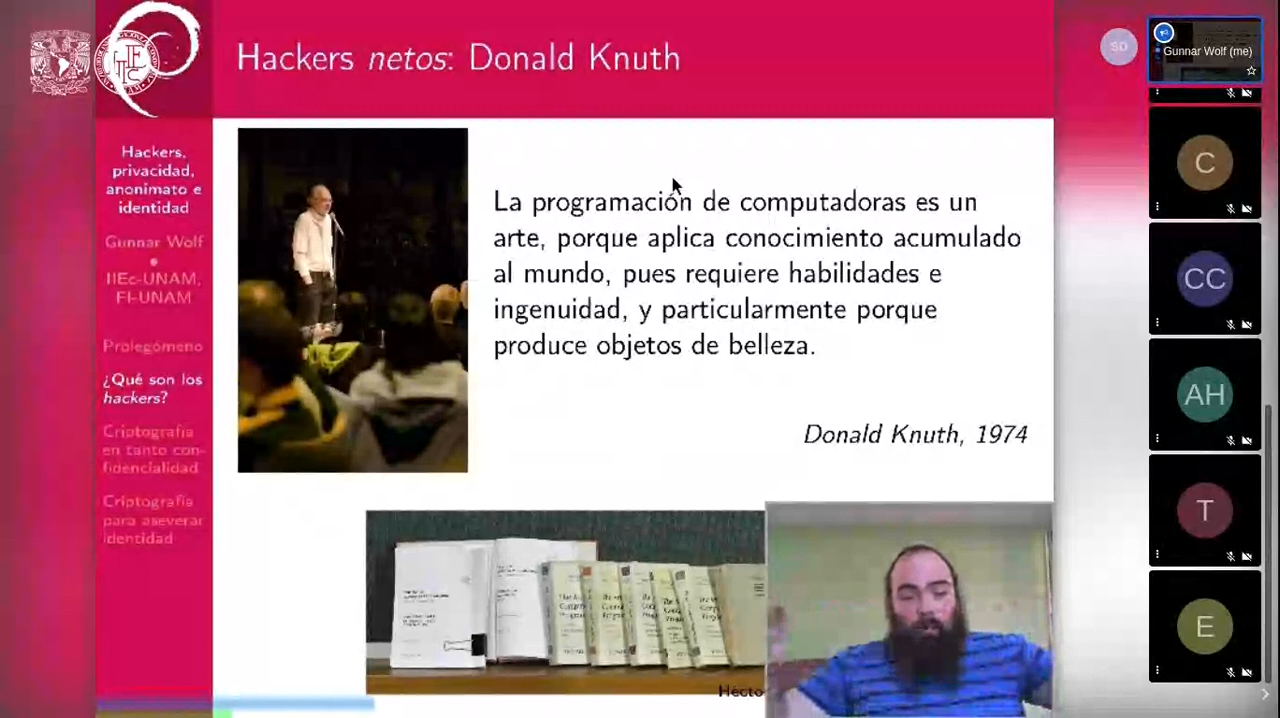 Hackers netos: Donald Knuth
SD
Gunnar Wolf (me)
Hackers,
privacidad,
anonimato e
identidad
Gunnar Wolf
IIEc-UNAM,
FI-UNAM
Prolegómeno
¿Qué son los
hackers?
Criptografía
en tanto con-
fidencialidad
Criptografía
para aseverar
identidad
La programación de computadoras es un
arte, porque aplica conocimiento acumulado
al mundo, pues requiere habilidades e
ingenuidad, y particularmente porque
produce objetos de belleza.
Donald Knuth, 1974
Hécto
C
CC
AH
T
E